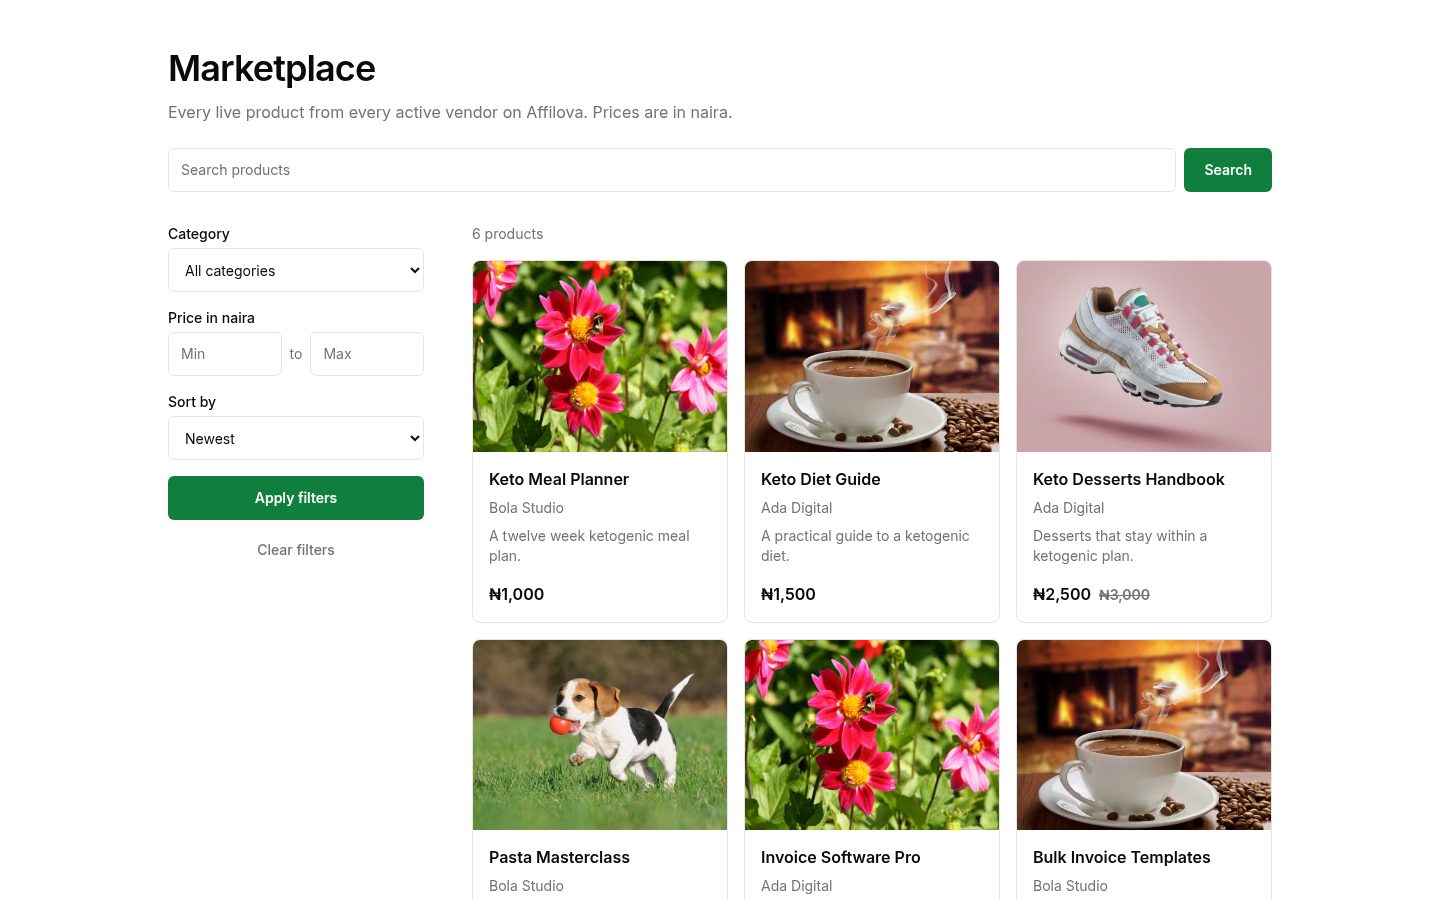 Marketplace
Every live product from every active vendor on Affilova. Prices are in naira.
Search products
Search
Category
All categories
Price in naira
Min
to
Max
Sort by
Newest
Apply filters
Clear filters
6 products
Keto Meal Planner
Bola Studio
A twelve week ketogenic meal
plan.
₦1,000
Keto Diet Guide
Ada Digital
A practical guide to a ketogenic
diet.
₦1,500
Keto Desserts Handbook
Ada Digital
Desserts that stay within a
ketogenic plan.
₦2,500 ₦3,000
Pasta Masterclass
Bola Studio
Invoice Software Pro
Ada Digital
Bulk Invoice Templates
Bola Studio